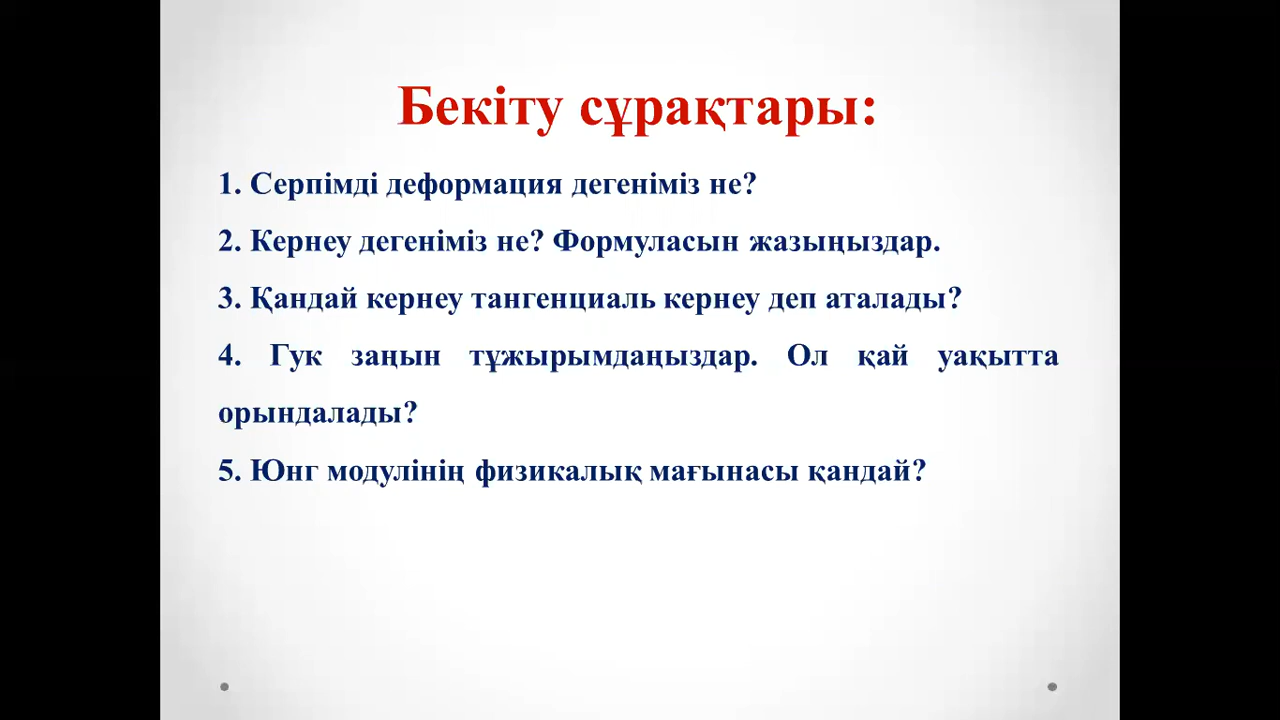 Бекіту сұрақтары:
1. Серпімді деформация дегеніміз не?
2. Кернеу дегеніміз не? Формуласын жазыңыздар.
3. Қандай кернеу тангенциаль кернеу деп аталады?
4. Гук заңын тұжырымдаңыздар. Ол қай уақытта
орындалады?
5. Юнг модулінің физикалық мағынасы қандай?